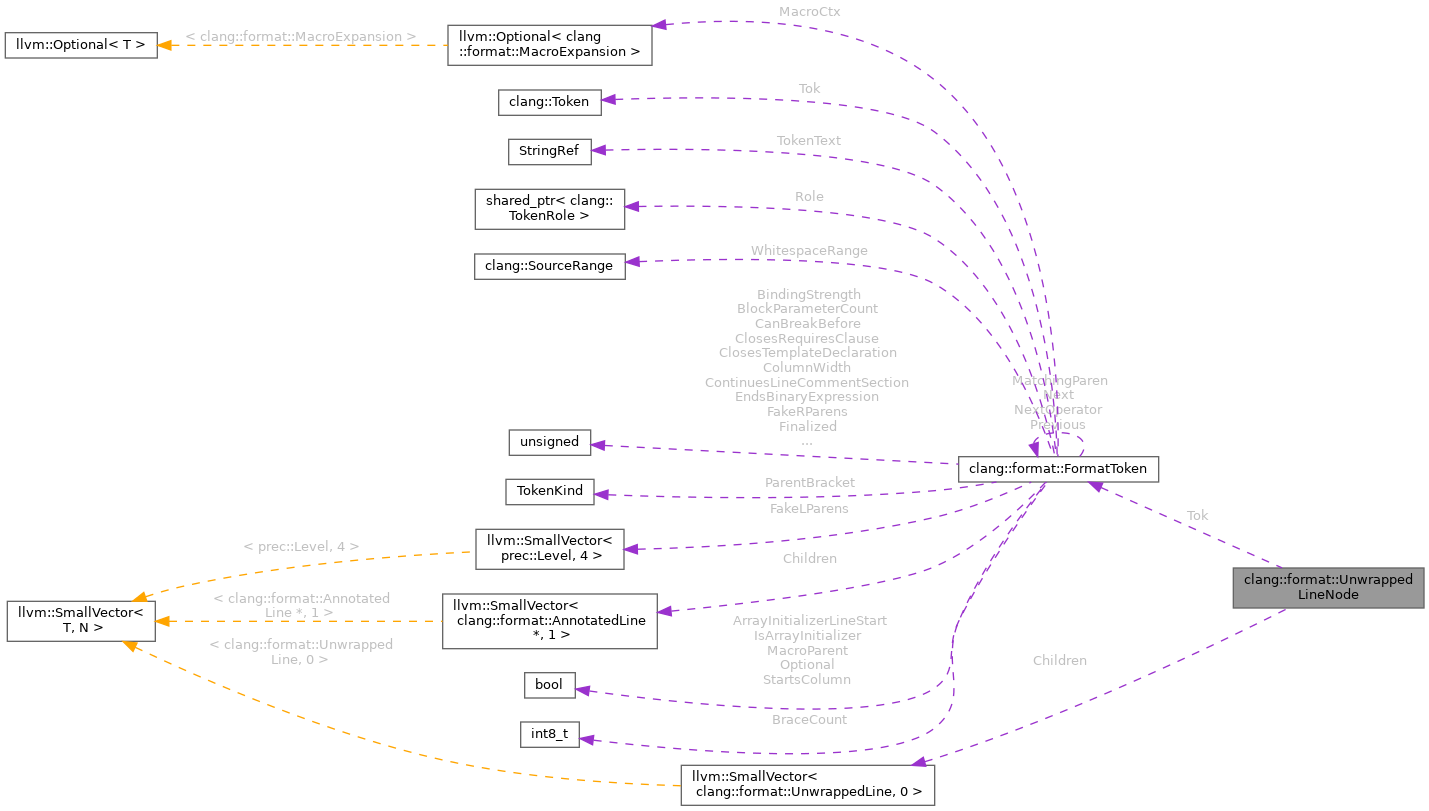 MacroCtx
llvm::Optional< T >
< clang::format::MacroExpansion >
llvm::Optional< clang
::format::MacroExpansion >
Tok
clang::Token
TokenText
StringRef
Role
shared_ptr< clang::
TokenRole >
WhitespaceRange
clang::SourceRange
BindingStrength
BlockParameterCount
CanBreakBefore
ClosesRequiresClause
ClosesTemplateDeclaration
ColumnWidth
ContinuesLineCommentSection
EndsBinaryExpression
FakeRParens
Finalized
...
MatchingParen
Next
NextOperator
Previous
unsigned
clang::format::FormatToken
ParentBracket
TokenKind
FakeLParens
Tok
llvm::SmallVector<
prec::Level, 4 >
< prec::Level, 4 >
Children
clang::format::Unwrapped
LineNode
< clang::format::Annotated
Line *, 1 >
llvm::SmallVector<
clang::format::AnnotatedLine
*, 1 >
llvm::SmallVector<
T, N >
< clang::format::Unwrapped
Line, 0 >
ArrayInitializerLineStart
IsArrayInitializer
MacroParent
Optional
StartsColumn
Children
bool
BraceCount
int8_t
llvm::SmallVector<
clang::format::UnwrappedLine, 0 >